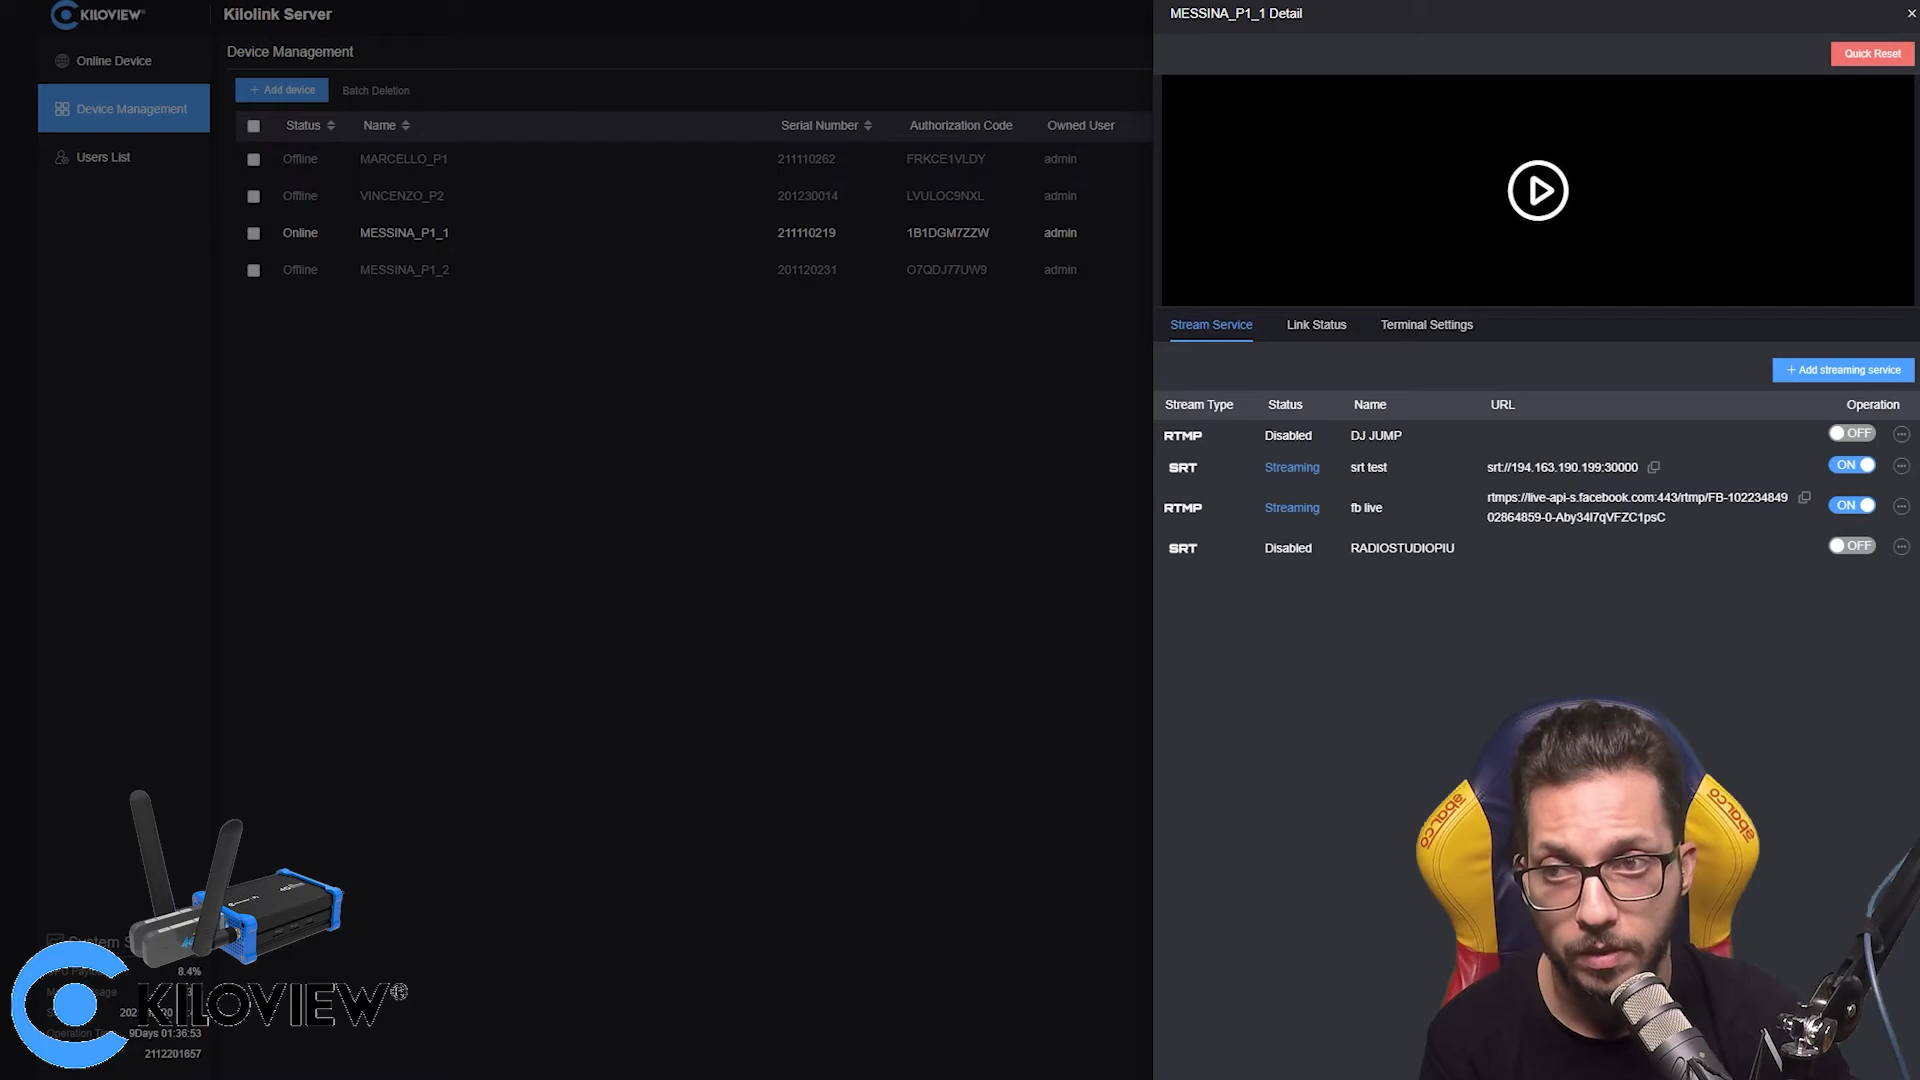 KILOVIEW
Kilolink Server
Online Device
Device Management
Users List
Device Management
+ Add device
Batch Deletion
Status Name Serial Number Authorization Code Owned User
Offline MARCELLO_P1 211110262 FRKCE1VLDY admin
Offline VINCENZO_P2 201230014 LVULOC9NXL admin
Online MESSINA_P1_1 211110219 1B1DGM7ZZW admin
Offline MESSINA_P1_2 201120231 O7QDJ77UW9 admin
MESSINA_P1_1 Detail
Quick Reset
Stream Service Link Status Terminal Settings
+ Add streaming service
Stream Type Status Name URL Operation
RTMP Disabled DJ JUMP OFF
SRT Streaming srt test srt://194.163.190.199:30000 ON
RTMP Streaming fb live rtmps://live-api-s.facebook.com:443/rtmp/FB-102234849 ON
02864859-0-Aby34I7qVFZC1psC
SRT Disabled RADIOSTUDIOPIU OFF
sparco
sparco
8.4%
KILOVIEW®
9Days 01:36:53
2112201657